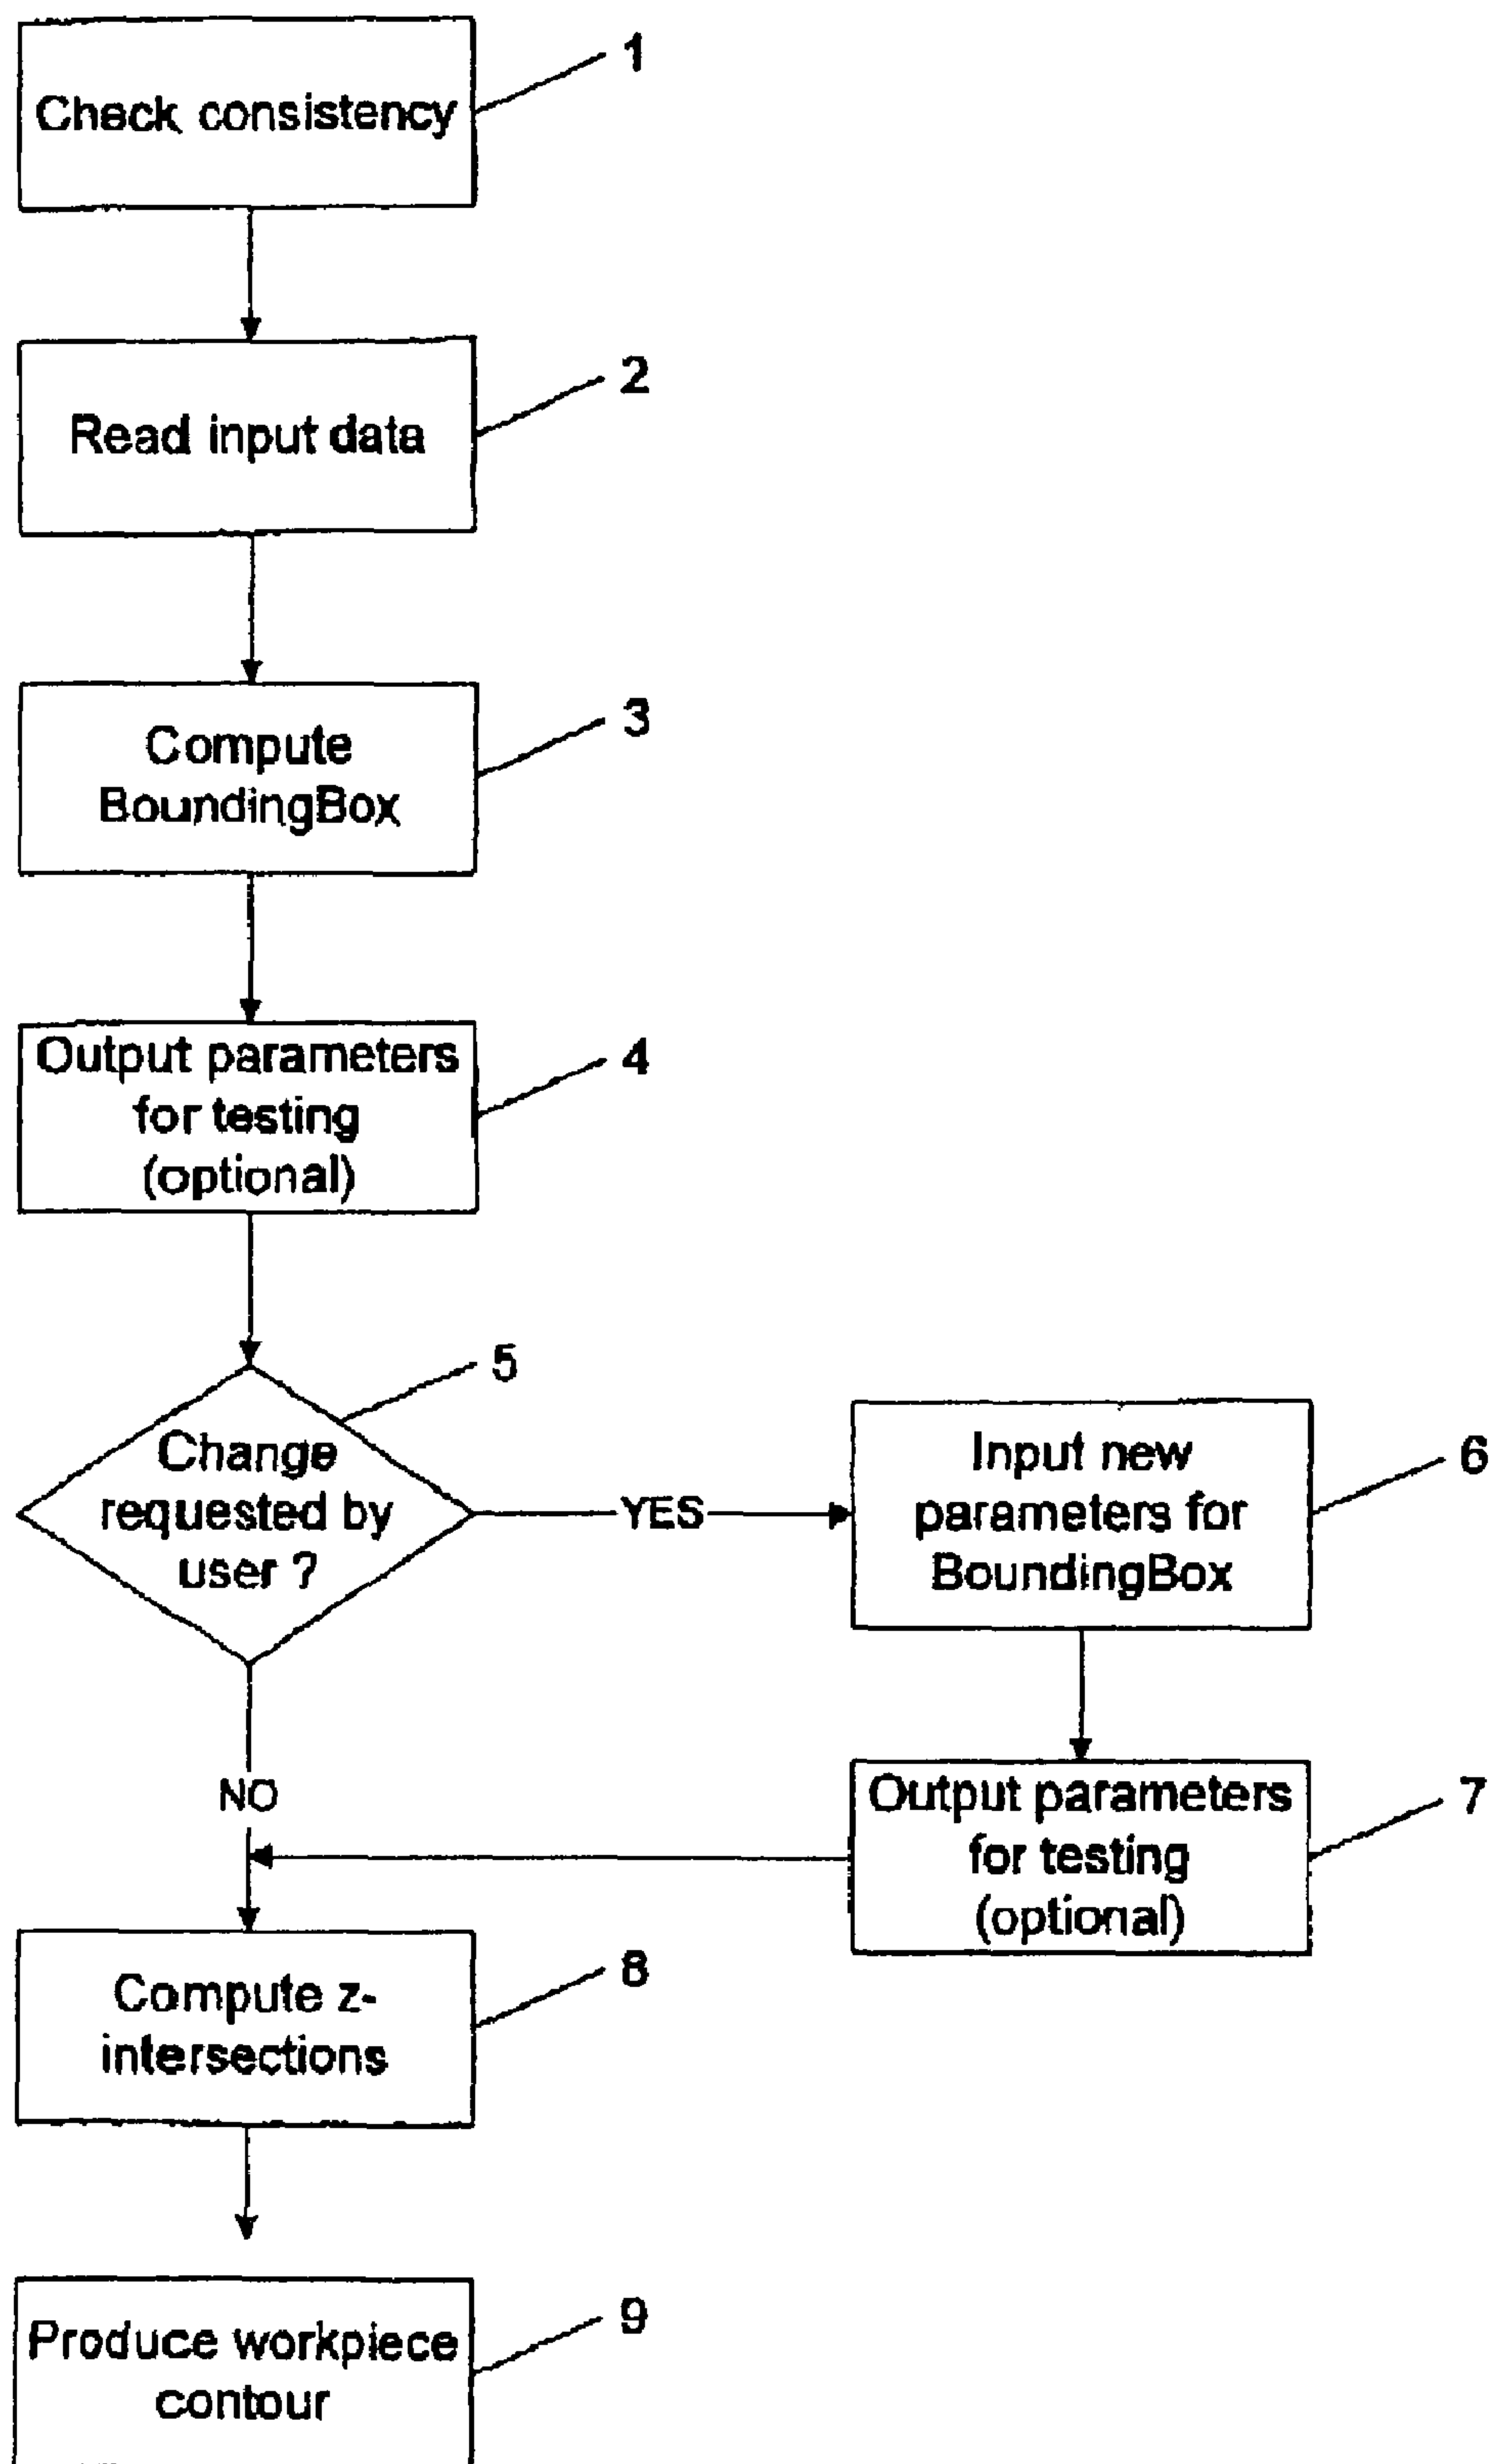 1
Check consistency
2
Read input data
3
Compute
BoundingBox
4
Output parameters
for testing
(optional)
5
Change
requested by
user ?
YES
6
Input new
parameters for
BoundingBox
NO
7
Output parameters
for testing
(optional)
8
Compute z-
intersections
9
Produce workpiece
contour